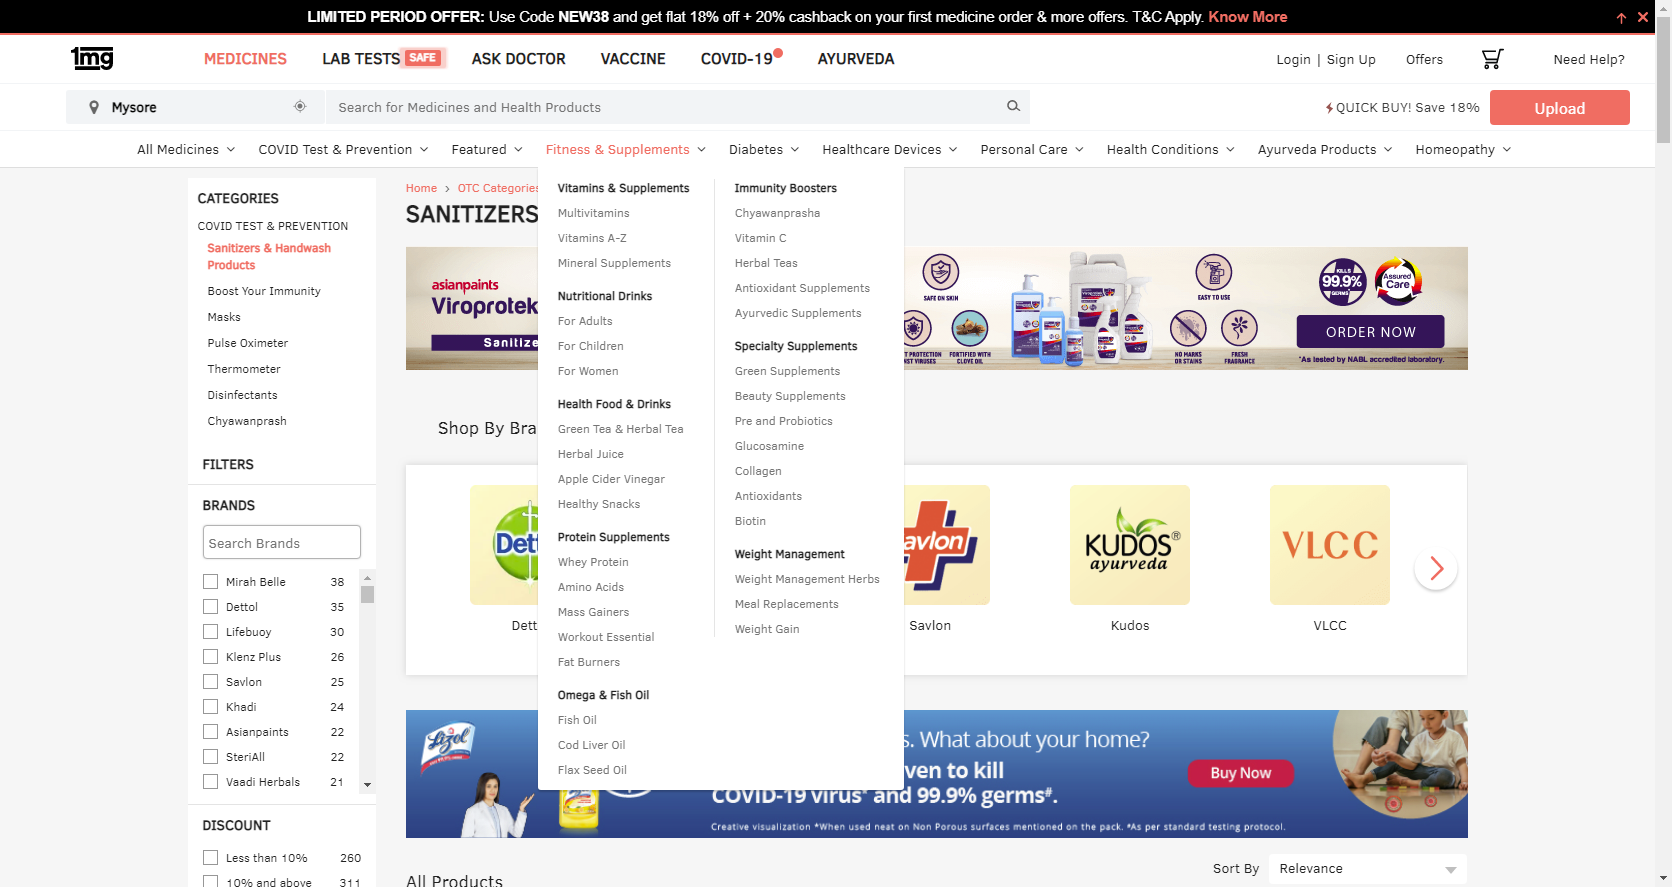 LIMITED PERIOD OFFER: Use Code NEW38 and get flat 18% off + 20% cashback on your first medicine order & more offers. T&C Apply. Know More
1mg
MEDICINES
LAB TESTS SAFE
ASK DOCTOR
VACCINE
COVID-19
AYURVEDA
Login | Sign Up
Offers
Need Help?
Mysore
Search for Medicines and Health Products
QUICK BUY! Save 18%
Upload
All Medicines
COVID Test & Prevention
Featured
Fitness & Supplements
Diabetes
Healthcare Devices
Personal Care
Health Conditions
Ayurveda Products
Homeopathy
CATEGORIES
COVID TEST & PREVENTION
Sanitizers & Handwash
Products
Boost Your Immunity
Masks
Pulse Oximeter
Thermometer
Disinfectants
Chyawanprash
FILTERS
BRANDS
Search Brands
Mirah Belle 38
Dettol 35
Lifebuoy 30
Klenz Plus 26
Savlon 25
Khadi 24
Asianpaints 22
SteriAll 22
Vaadi Herbals 21
DISCOUNT
Less than 10% 260
10% and above 311
Home > OTC Categories
SANITIZERS
Vitamins & Supplements
Multivitamins
Vitamins A-Z
Mineral Supplements
Nutritional Drinks
For Adults
For Children
For Women
Health Food & Drinks
Green Tea & Herbal Tea
Herbal Juice
Apple Cider Vinegar
Healthy Snacks
Protein Supplements
Whey Protein
Amino Acids
Mass Gainers
Workout Essential
Fat Burners
Omega & Fish Oil
Fish Oil
Cod Liver Oil
Flax Seed Oil
Immunity Boosters
Chyawanprasha
Vitamin C
Herbal Teas
Antioxidant Supplements
Ayurvedic Supplements
Specialty Supplements
Green Supplements
Beauty Supplements
Pre and Probiotics
Glucosamine
Collagen
Antioxidants
Biotin
Weight Management
Weight Management Herbs
Meal Replacements
Weight Gain
asianpaints
Viroprotek
Sanitize
SAFE ON SKIN
T PROTECTION
ST VIRUSES
FORTIFIED WITH
CLOVE OIL
EASY TO USE
NO MARKS
OR STAINS
FRESH
FRAGRANCE
KILLS
99.9%
GERMS
Assured
Care
ORDER NOW
*As tested by NABL accredited laboratory.
Shop By Bra
Dett
Dett
avlon
Savlon
KUDOS®
ayurveda
Kudos
VLCC
VLCC
Lizol
s. What about your home?
ven to kill
COVID-19 virus* and 99.9% germs#.
Buy Now
Creative visualization *When used neat on Non Porous surfaces mentioned on the pack. #As per standard testing protocol.
Sort By
Relevance
All Products